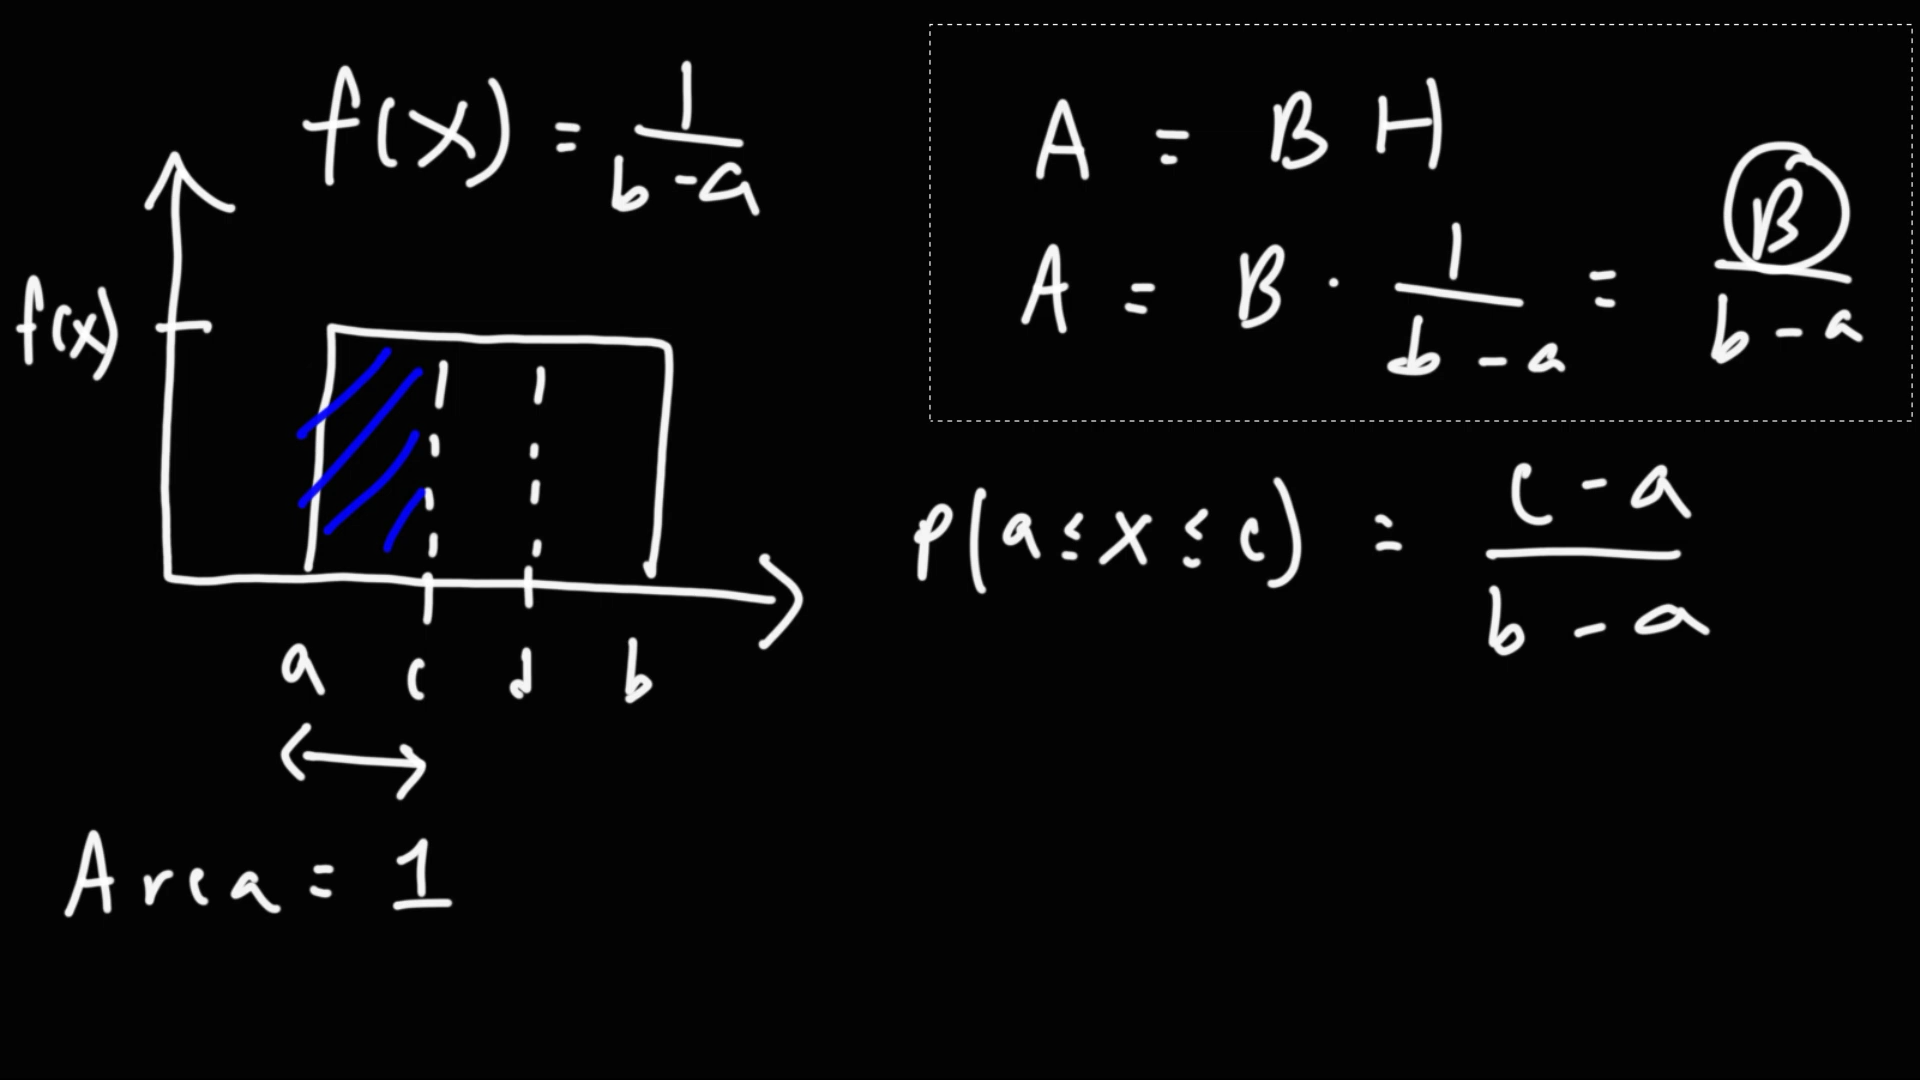 f(x) = 1/(b-a)
f(x)
a c d b
Area = 1
A = B H
A = B · 1/(b-a) = B/(b-a)
P(a ≤ x ≤ c) = (c-a)/(b-a)